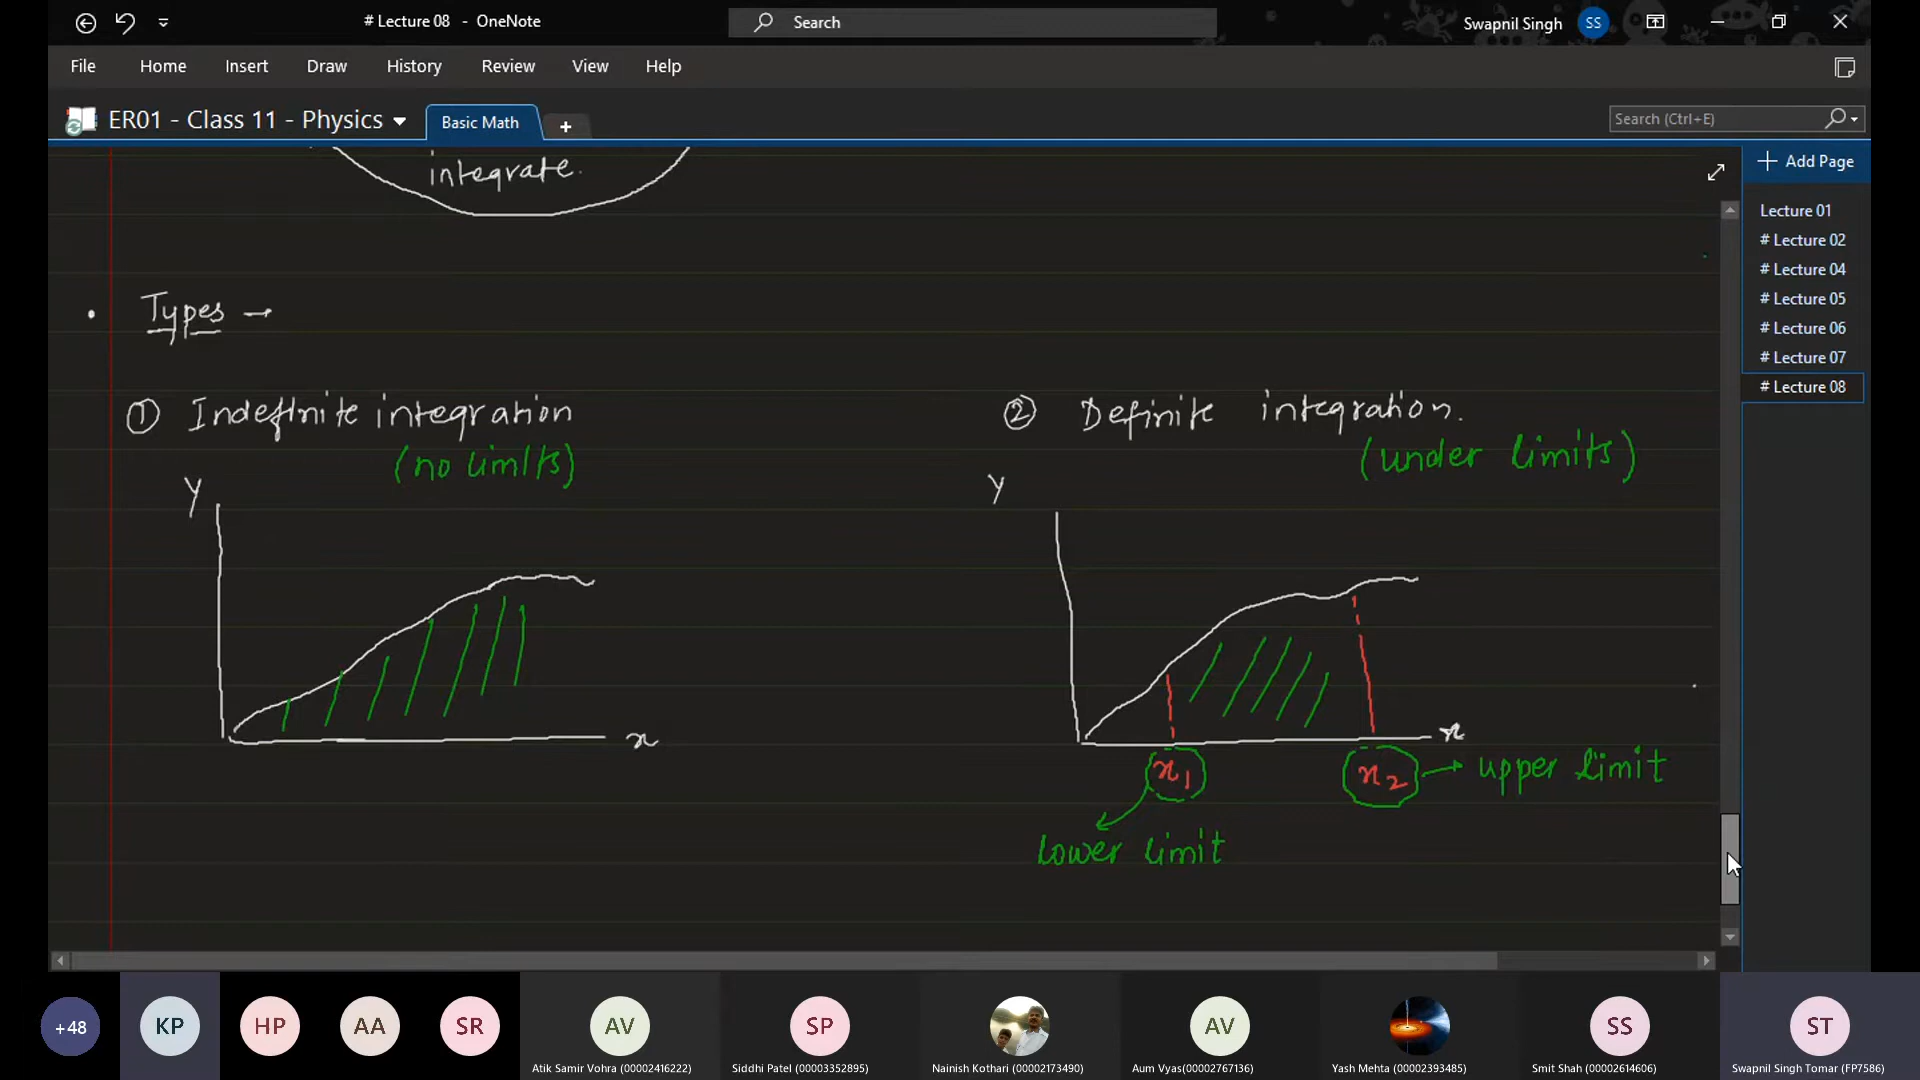 # Lecture 08 - OneNote
Search
Swapnil Singh
SS
File Home Insert Draw History Review View Help
ER01 - Class 11 - Physics
Basic Math
+
Search (Ctrl+E)
Add Page
Lecture 01
# Lecture 02
# Lecture 04
# Lecture 05
# Lecture 06
# Lecture 07
# Lecture 08
integrate.
• Types -
① Indefinite integration
(no limits)
y
x
② Definite integration.
(under limits)
y
x
x1
x2 → upper limit
lower limit
+48
KP
HP
AA
SR
AV
Atik Samir Vohra (00002416222)
SP
Siddhi Patel (00003352895)
Nainish Kothari (00002173490)
AV
Aum Vyas(00002767136)
Yash Mehta (00002393485)
SS
Smit Shah (00002614606)
ST
Swapnil Singh Tomar (FP7586)